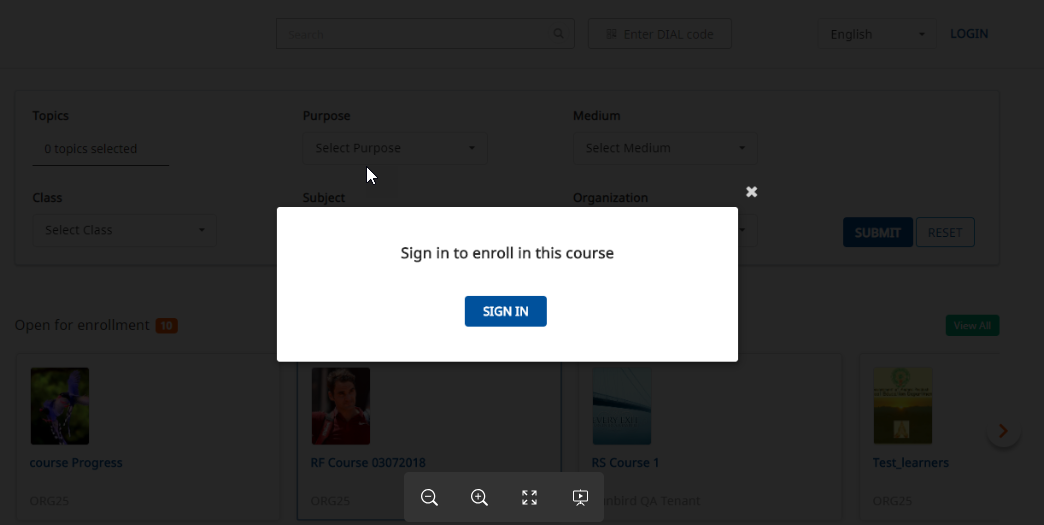 Search
Enter DIAL code
English
LOGIN
Topics
Purpose
Medium
0 topics selected
Select Purpose
Select Medium
Class
Subject
Organization
Select Class
SUBMIT
RESET
Sign in to enroll in this course
SIGN IN
Open for enrollment 10
View All
course Progress
RF Course 03072018
RS Course 1
Test_learners
ORG25
ORG25
QA Tenant
ORG25